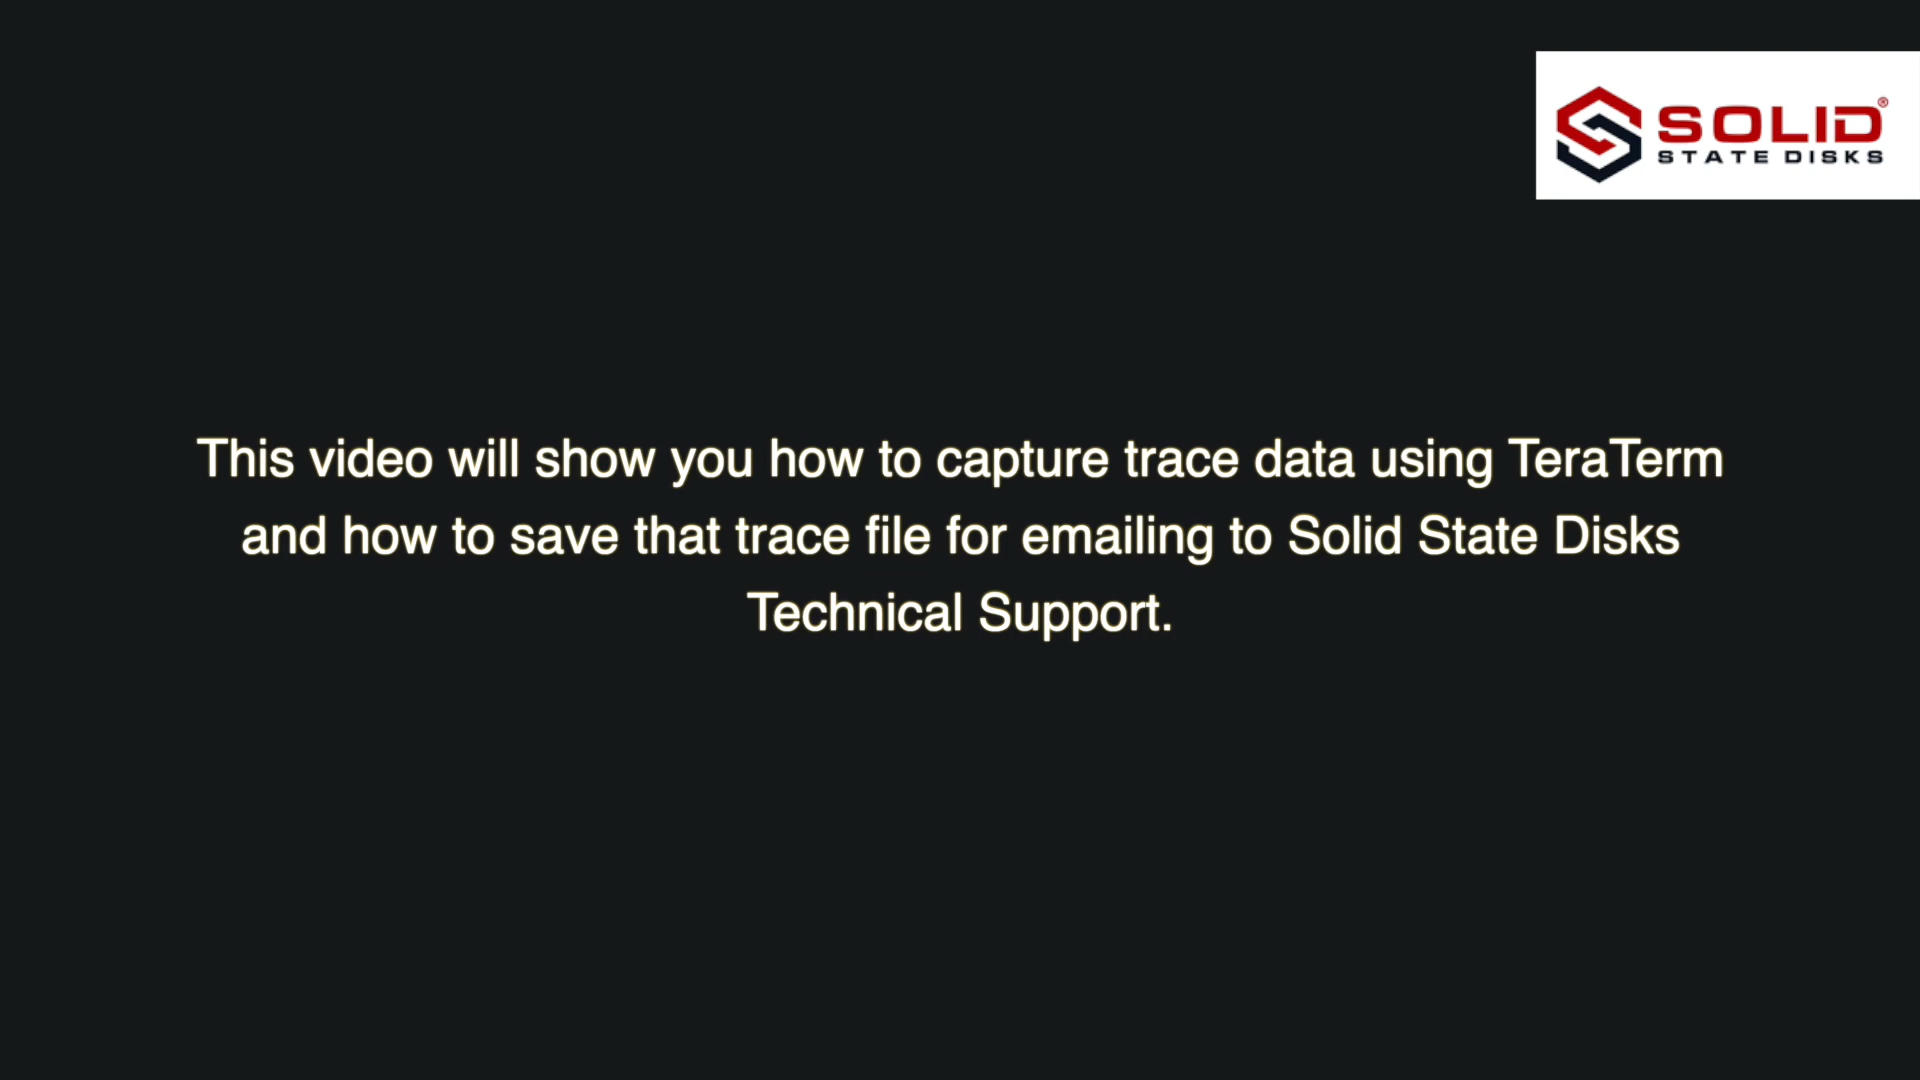 SOLID®
STATE DISKS
This video will show you how to capture trace data using TeraTerm
and how to save that trace file for emailing to Solid State Disks
Technical Support.